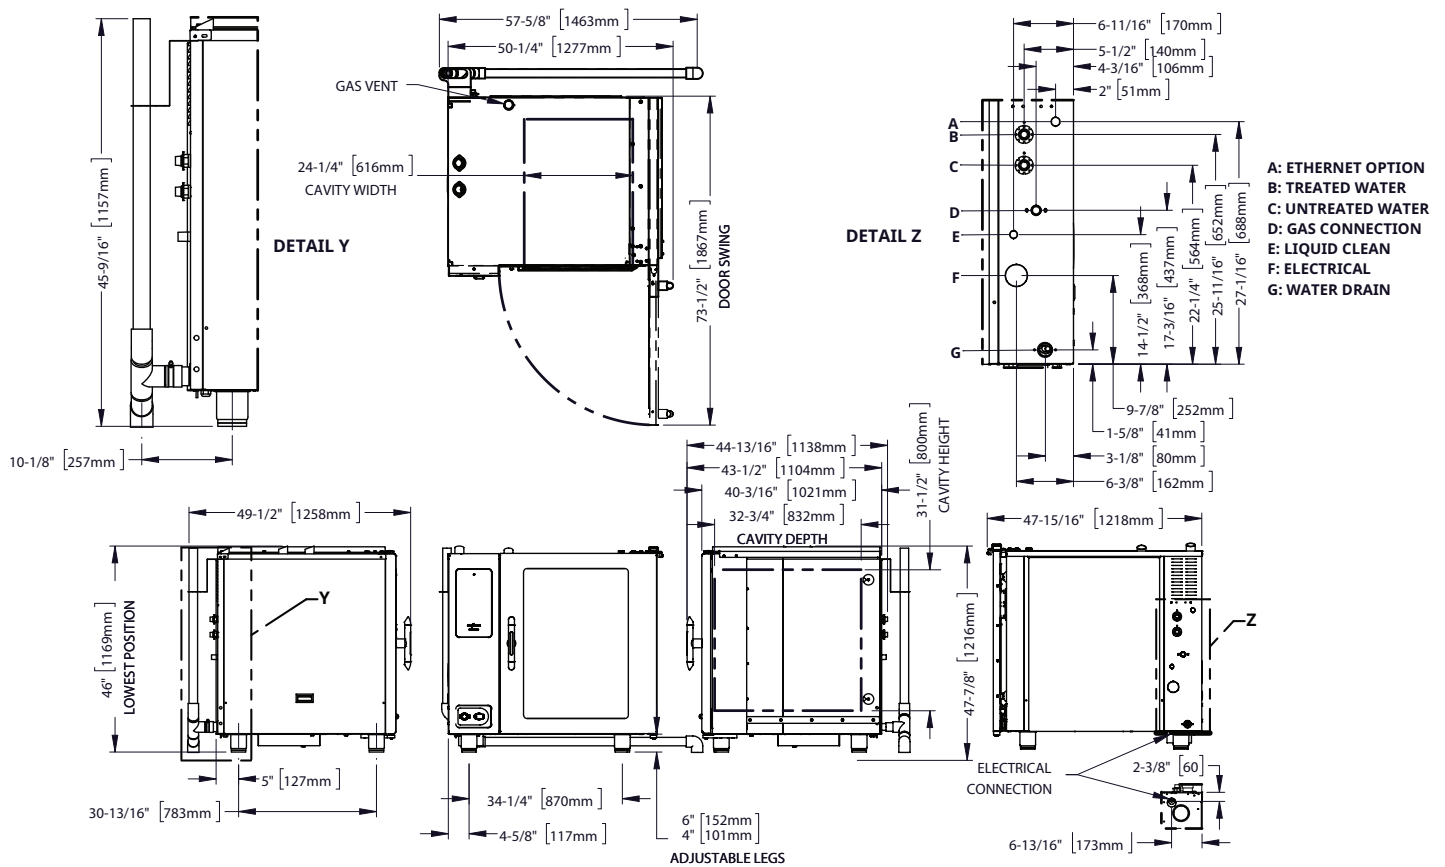 57-5/8" [1463mm]
50-1/4" [1277mm]
GAS VENT
24-1/4" [616mm]
CAVITY WIDTH
73-1/2" [1867mm]
DOOR SWING
45-9/16" [1157mm]
DETAIL Y
10-1/8" [257mm]
6-11/16" [170mm]
5-1/2" [140mm]
4-3/16" [106mm]
2" [51mm]
A
B
C
D
E
F
G
DETAIL Z
14-1/2" [368mm]
17-3/16" [437mm]
22-1/4" [564mm]
25-11/16" [652mm]
27-1/16" [688mm]
A: ETHERNET OPTION
B: TREATED WATER
C: UNTREATED WATER
D: GAS CONNECTION
E: LIQUID CLEAN
F: ELECTRICAL
G: WATER DRAIN
9-7/8" [252mm]
1-5/8" [41mm]
3-1/8" [80mm]
6-3/8" [162mm]
49-1/2" [1258mm]
46" [1169mm]
LOWEST POSITION
Y
5" [127mm]
30-13/16" [783mm]
34-1/4" [870mm]
4-5/8" [117mm]
6" [152mm]
4" [101mm]
ADJUSTABLE LEGS
44-13/16" [1138mm]
43-1/2" [1104mm]
40-3/16" [1021mm]
32-3/4" [832mm]
CAVITY DEPTH
31-1/2" [800mm]
CAVITY HEIGHT
47-7/8" [1216mm]
47-15/16" [1218mm]
Z
ELECTRICAL
CONNECTION
2-3/8" [60]
6-13/16" [173mm]